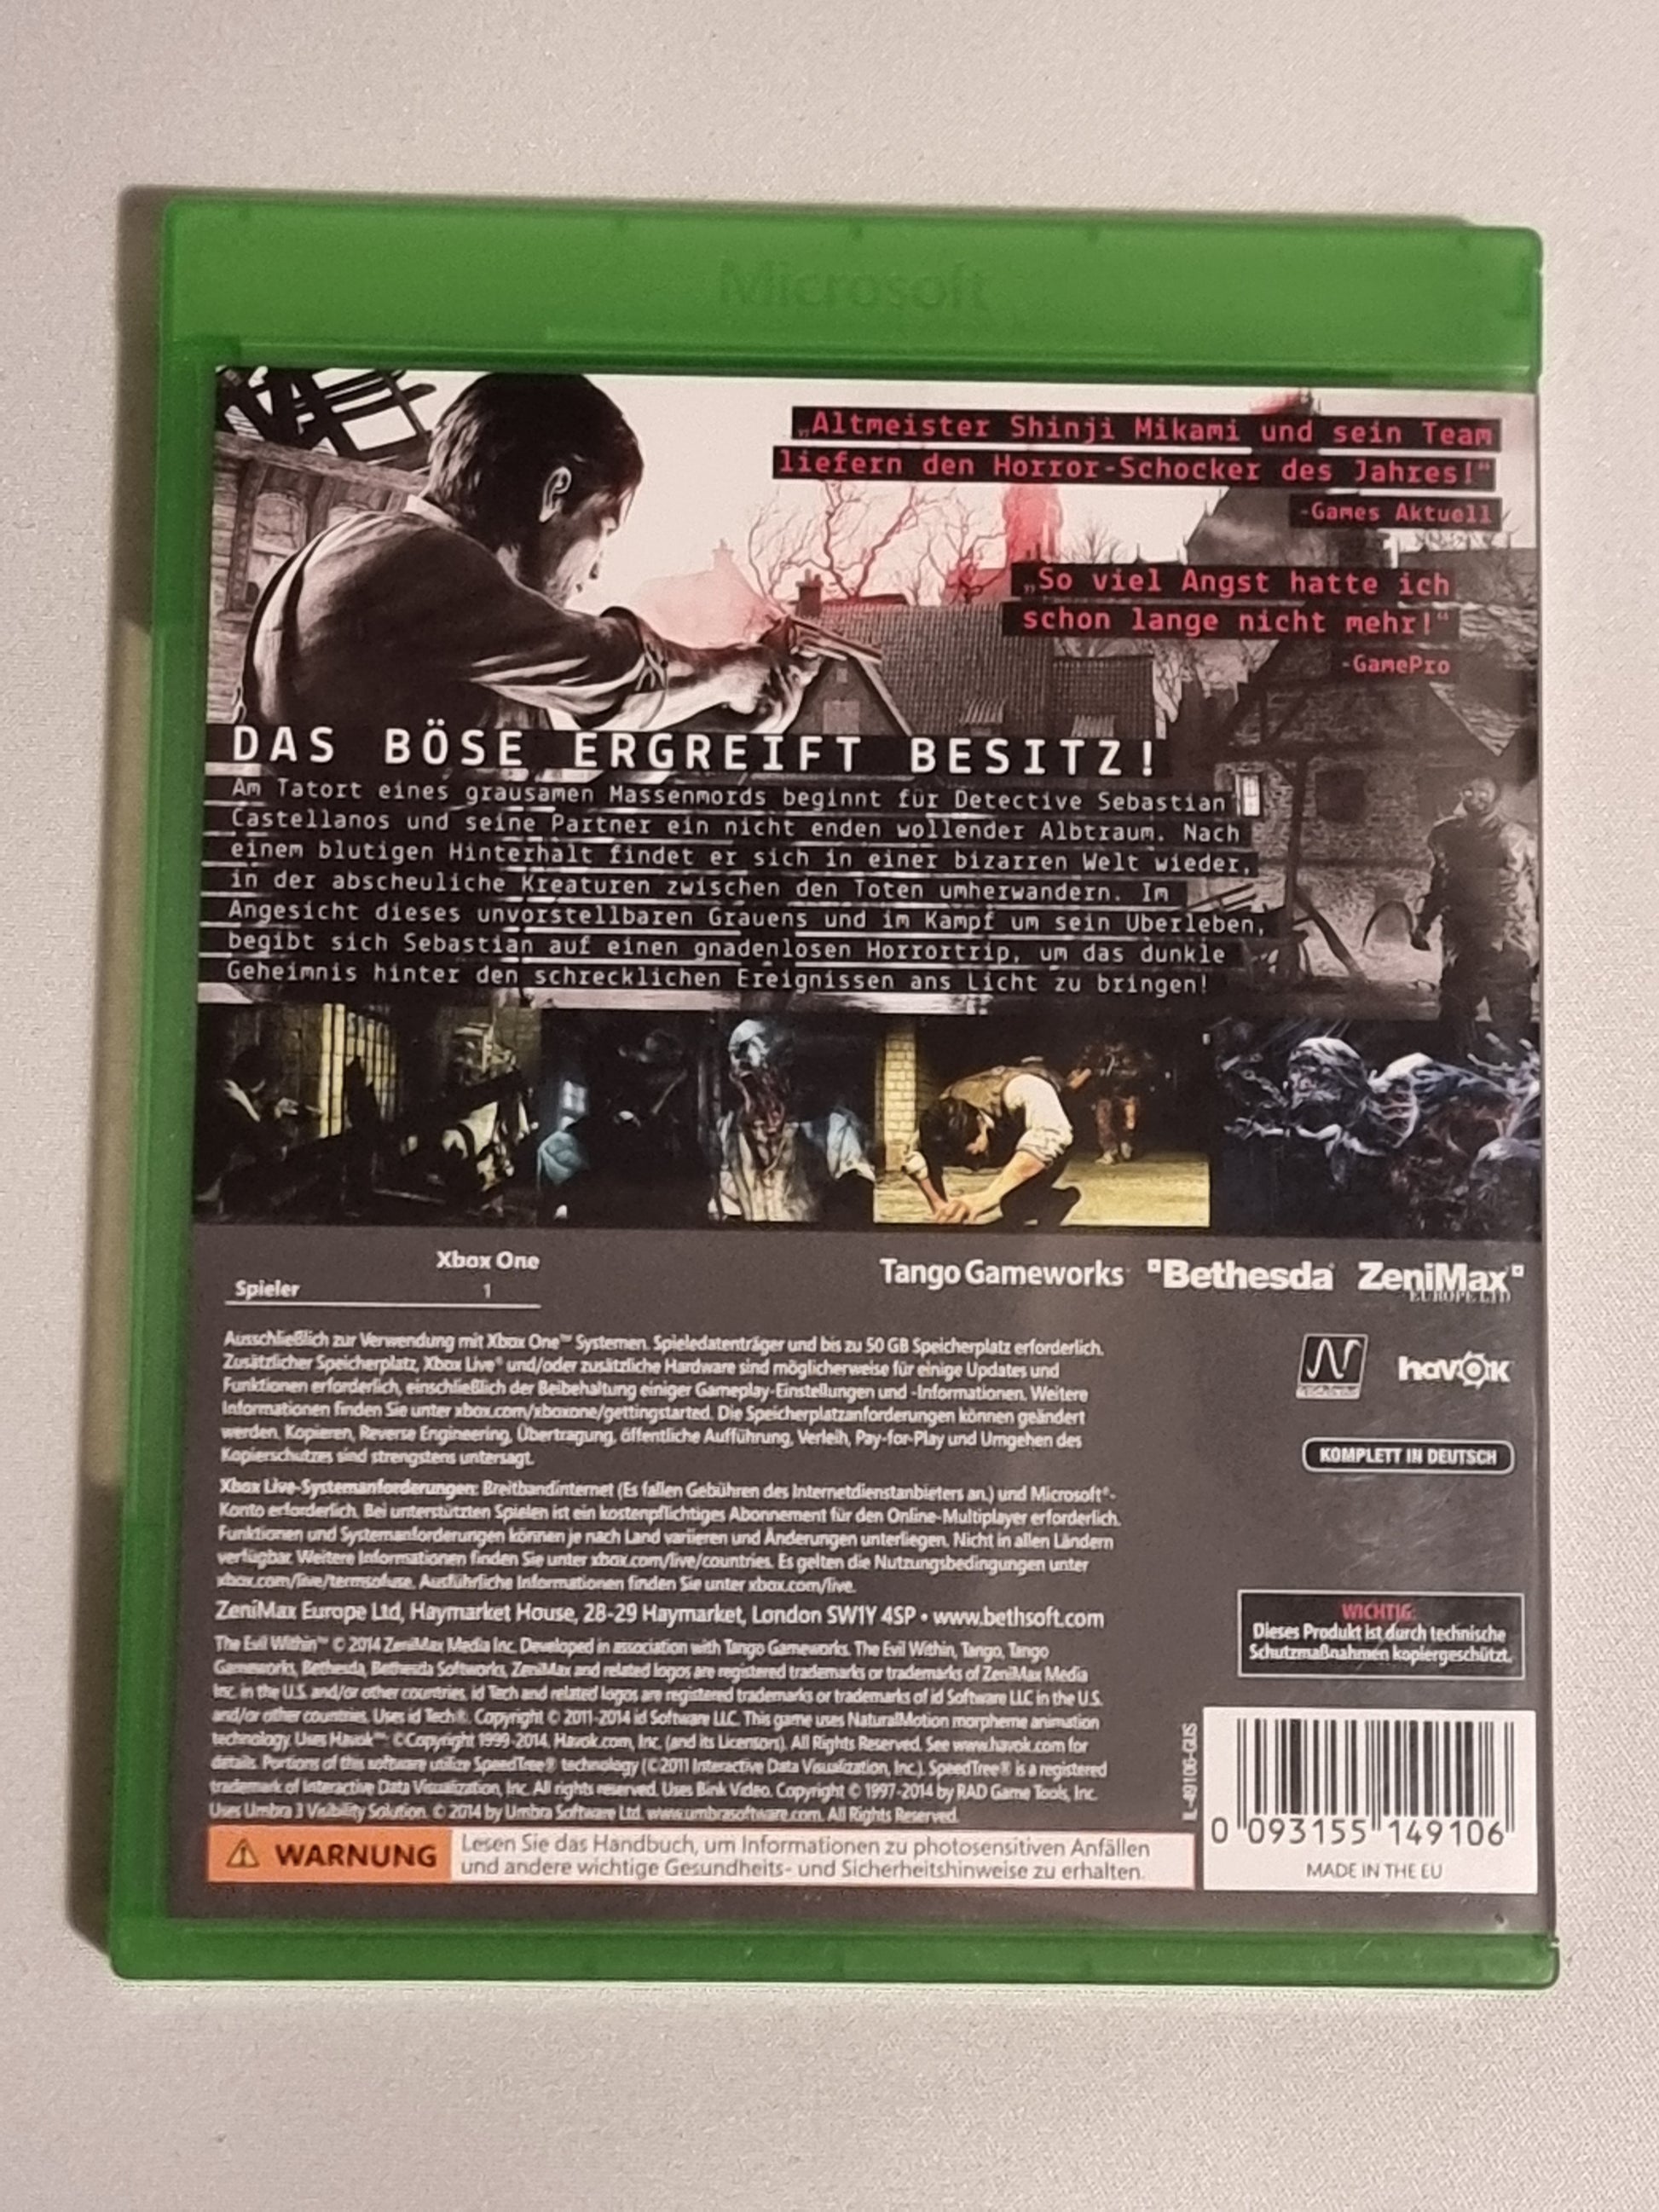 Microsoft
„Altmeister Shinji Mikami und sein Team
liefern den Horror-Schocker des Jahres!“
-Games Aktuell
„So viel Angst hatte ich
schon lange nicht mehr!“
-GamePro
DAS BÖSE ERGREIFT BESITZ!
Am Tatort eines grausamen Massenmords beginnt für Detective Sebastian
Castellanos und seine Partner ein nicht enden wollender Albtraum. Nach
einem blutigen Hinterhalt findet er sich in einer bizarren Welt wieder,
in der abscheuliche Kreaturen zwischen den Toten umherwandern. Im
Angesicht dieses unvorstellbaren Grauens und im Kampf um sein Überleben,
begibt sich Sebastian auf einen gnadenlosen Horrortrip, um das dunkle
Geheimnis hinter den schrecklichen Ereignissen ans Licht zu bringen!
Xbox One
Spieler 1
Tango Gameworks Bethesda ZeniMax
EUROPE LTD
havok
KOMPLETT IN DEUTSCH
Ausschließlich zur Verwendung mit Xbox One™ Systemen. Spieledatenträger und bis zu 50 GB Speicherplatz erforderlich.
Zusätzlicher Speicherplatz, Xbox Live® und/oder zusätzliche Hardware sind möglicherweise für einige Updates und
Funktionen erforderlich, einschließlich der Beibehaltung einiger Gameplay-Einstellungen und -Informationen. Weitere
Informationen finden Sie unter xbox.com/xboxone/gettingstarted. Die Speicherplatzanforderungen können geändert
werden. Kopieren, Reverse Engineering, Übertragung, öffentliche Aufführung, Verleih, Pay-for-Play und Umgehen des
Kopierschutzes sind strengstens untersagt.
Xbox Live-Systemanforderungen: Breitbandinternet (Es fallen Gebühren des Internetdienstanbieters an.) und Microsoft®-
Konto erforderlich. Bei unterstützten Spielen ist ein kostenpflichtiges Abonnement für den Online-Multiplayer erforderlich.
Funktionen und Systemanforderungen können je nach Land variieren und Änderungen unterliegen. Nicht in allen Ländern
verfügbar. Weitere Informationen finden Sie unter xbox.com/live/countries. Es gelten die Nutzungsbedingungen unter
xbox.com/live/termsofuse. Ausführliche Informationen finden Sie unter xbox.com/live.
ZeniMax Europe Ltd, Haymarket House, 28-29 Haymarket, London SW1Y 4SP • www.bethsoft.com
The Evil Within™ © 2014 ZeniMax Media Inc. Developed in association with Tango Gameworks. The Evil Within, Tango, Tango
Gameworks, Bethesda, Bethesda Softworks, ZeniMax and related logos are registered trademarks or trademarks of ZeniMax Media
Inc. in the U.S. and/or other countries. id Tech and related logos are registered trademarks or trademarks of id Software LLC in the U.S.
and/or other countries. Uses id Tech®. Copyright © 2011-2014 id Software LLC. This game uses NaturalMotion morpheme animation
technology. Uses Havok™: ©Copyright 1999-2014. Havok.com, Inc. (and its Licensors). All Rights Reserved. See www.havok.com for
details. Portions of this software utilize SpeedTree® technology (©2011 Interactive Data Visualization, Inc.). SpeedTree® is a registered
trademark of Interactive Data Visualization, Inc. All rights reserved. Uses Bink Video. Copyright © 1997-2014 by RAD Game Tools, Inc.
Uses Umbra 3 Visibility Solution. © 2014 by Umbra Software Ltd. www.umbrasoftware.com. All Rights Reserved.
WICHTIG:
Dieses Produkt ist durch technische
Schutzmaßnahmen kopiergeschützt.
IL-49106-GUS
0 093155 149106
MADE IN THE EU
WARNUNG
Lesen Sie das Handbuch, um Informationen zu photosensitiven Anfällen
und andere wichtige Gesundheits- und Sicherheitshinweise zu erhalten.